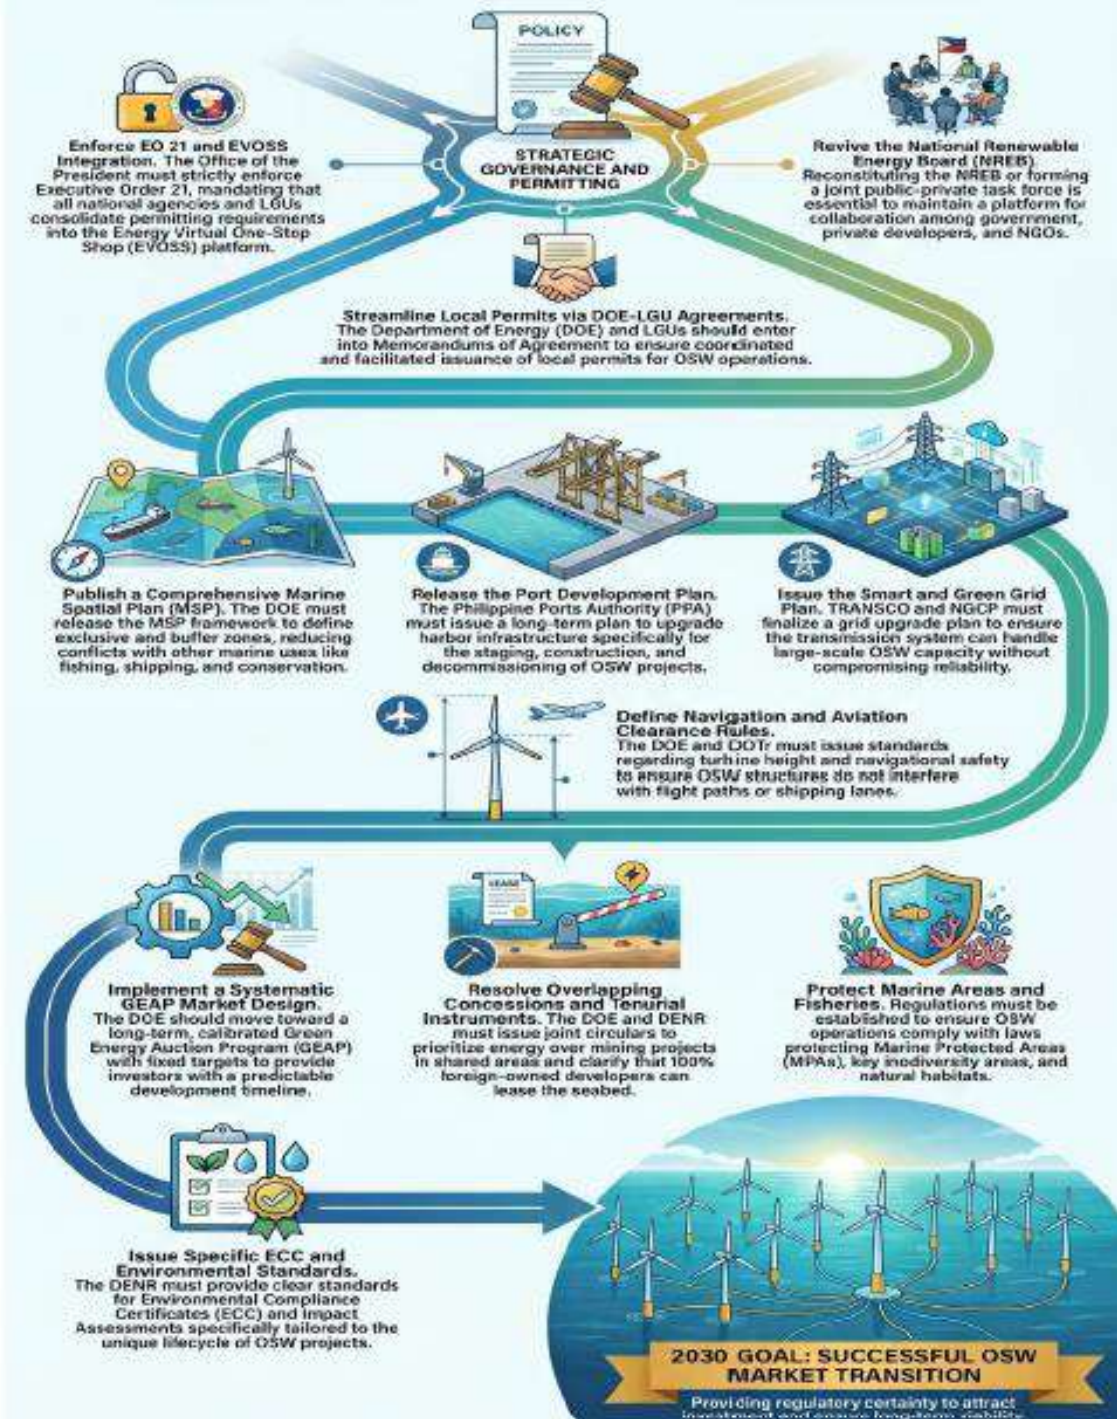 POLICY
STRATEGIC
GOVERNANCE AND
PERMITTING
Enforce EO 21 and EVOSS
Integration. The Office of the
President must strictly enforce
Executive Order 21, mandating that
all national agencies and LGUs
consolidate permitting requirements
into the Energy Virtual One-Stop
Shop (EVOSS) platform.
Revive the National Renewable
Energy Board (NREB).
Reconstituting the NREB or forming
a joint public-private task force is
essential to maintain a platform for
collaboration among government,
private developers, and NGOs.
Streamline Local Permits via DOE-LGU Agreements.
The Department of Energy (DOE) and LGUs should enter
into Memorandums of Agreement to ensure coordinated
and facilitated issuance of local permits for OSW operations.
Publish a Comprehensive Marine
Spatial Plan (MSP). The DOE must
release the MSP framework to define
exclusive and buffer zones, reducing
conflicts with other marine uses like
fishing, shipping, and conservation.
Release the Port Development Plan.
The Philippine Ports Authority (PPA)
must issue a long-term plan to upgrade
harbor infrastructure specifically for
the staging, construction, and
decommissioning of OSW projects.
Issue the Smart and Green Grid
Plan. TRANSCO and NGCP must
finalize a grid upgrade plan to ensure
the transmission system can handle
large-scale OSW capacity without
compromising reliability.
Define Navigation and Aviation
Clearance Rules.
The DOE and DOTr must issue standards
regarding turbine height and navigational safety
to ensure OSW structures do not interfere
with flight paths or shipping lanes.
Implement a Systematic
GEAP Market Design.
The DOE should move toward a
long-term, calibrated Green
Energy Auction Program (GEAP)
with fixed targets to provide
investors with a predictable
development timeline.
LEASE
Resolve Overlapping
Concessions and Tenurial
Instruments. The DOE and DENR
must issue joint circulars to
prioritize energy over mining projects
in shared areas and clarify that 100%
foreign-owned developers can
lease the seabed.
Protect Marine Areas and
Fisheries. Regulations must be
established to ensure OSW
operations comply with laws
protecting Marine Protected Areas
(MPAs), key inodiversity areas, and
natural habitats.
Issue Specific ECC and
Environmental Standards.
The DENR must provide clear standards
for Environmental Compliance
Certificates (ECC) and Impact
Assessments specifically tailored to the
unique lifecycle of OSW projects.
2030 GOAL: SUCCESSFUL OSW
MARKET TRANSITION
Providing regulatory certainty to attract